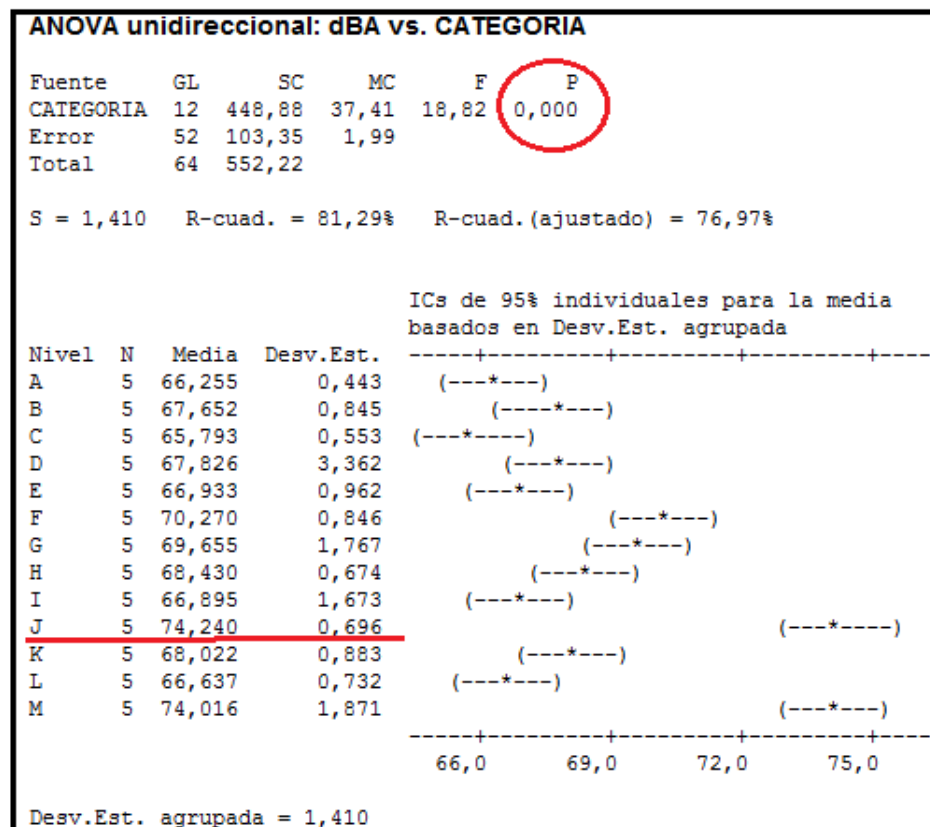 ANOVA unidireccional: dBA vs. CATEGORIA
Fuente GL SC MC F P
CATEGORIA 12 448,88 37,41 18,82 0,000
Error 52 103,35 1,99
Total 64 552,22
S = 1,410 R-cuad. = 81,29% R-cuad.(ajustado) = 76,97%
ICs de 95% individuales para la media
basados en Desv.Est. agrupada
Nivel N Media Desv.Est. -----+---------+---------+---------+----
A 5 66,255 0,443 (---*---)
B 5 67,652 0,845 (----*---)
C 5 65,793 0,553 (---*----)
D 5 67,826 3,362 (---*---)
E 5 66,933 0,962 (---*---)
F 5 70,270 0,846 (---*---)
G 5 69,655 1,767 (---*---)
H 5 68,430 0,674 (---*---)
I 5 66,895 1,673 (---*---)
J 5 74,240 0,696 (---*----)
K 5 68,022 0,883 (---*---)
L 5 66,637 0,732 (---*---)
M 5 74,016 1,871 (---*---)
-----+---------+---------+---------+----
66,0 69,0 72,0 75,0
Desv.Est. agrupada = 1,410